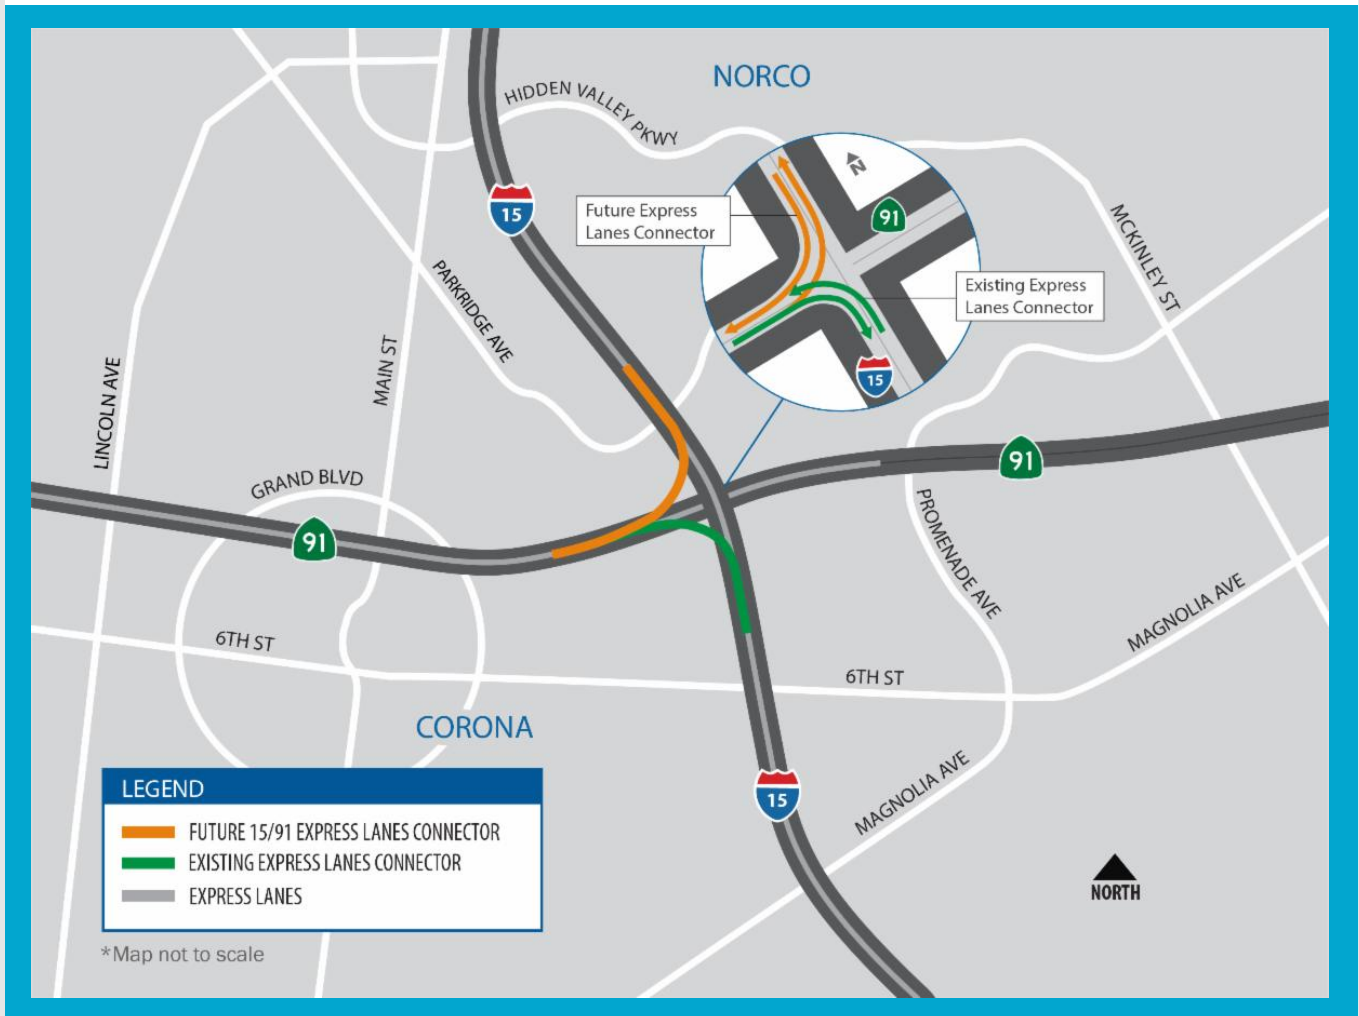 NORCO
HIDDEN VALLEY PKWY
N
15
Future Express
Lanes Connector
91
MCKINLEY ST
PARKRIDGE AVE
Existing Express
Lanes Connector
15
MAIN ST
LINCOLN AVE
GRAND BLVD
91
91
PROMENADE AVE
MAGNOLIA AVE
6TH ST
6TH ST
CORONA
15
MAGNOLIA AVE
LEGEND
FUTURE 15/91 EXPRESS LANES CONNECTOR
EXISTING EXPRESS LANES CONNECTOR
EXPRESS LANES
NORTH
*Map not to scale